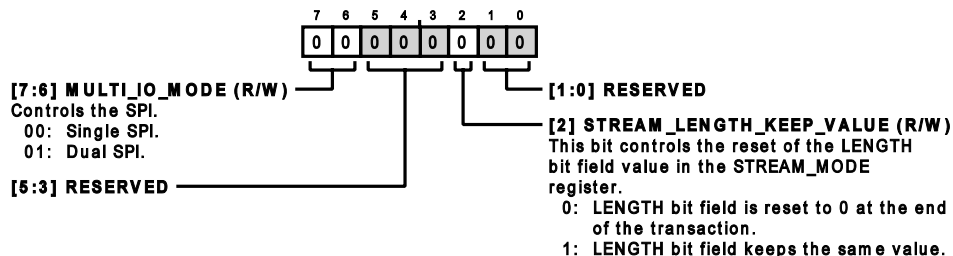 7 6 5 4 3 2 1 0
0 0 0 0 0 0 0 0
[7:6] MULTI_IO_MODE (R/W)
Controls the SPI.
00: Single SPI.
01: Dual SPI.
[5:3] RESERVED
[1:0] RESERVED
[2] STREAM_LENGTH_KEEP_VALUE (R/W)
This bit controls the reset of the LENGTH
bit field value in the STREAM_MODE
register.
0: LENGTH bit field is reset to 0 at the end
of the transaction.
1: LENGTH bit field keeps the same value.